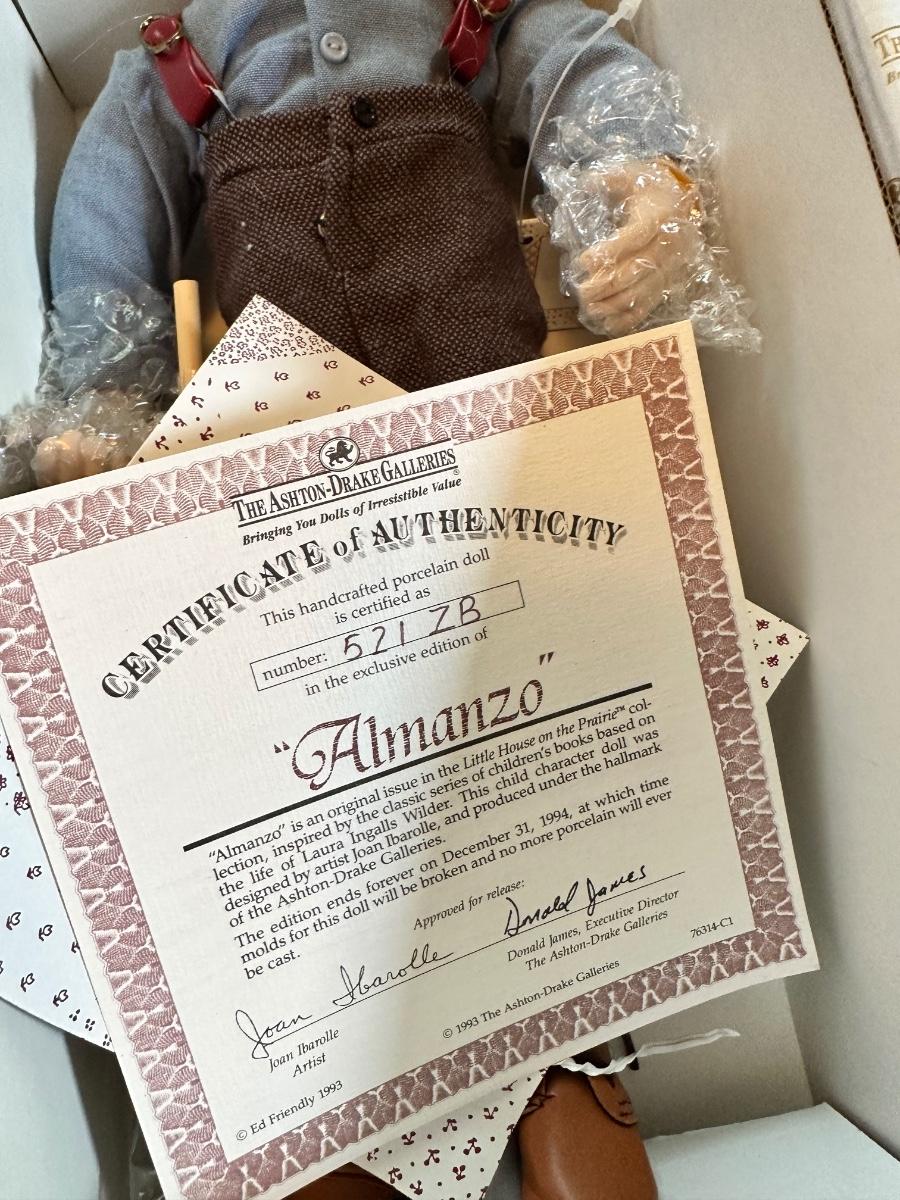 THE ASHTON-DRAKE GALLERIES®
Bringing You Dolls of Irresistible Value
CERTIFICATE of AUTHENTICITY
This handcrafted porcelain doll
is certified as
number: 521 ZB
in the exclusive edition of
“Almanzo”
“Almanzo” is an original issue in the Little House on the Prairie™ col-
lection, inspired by the classic series of children's books based on
the life of Laura Ingalls Wilder. This child character doll was
designed by artist Joan Ibarolle, and produced under the hallmark
of the Ashton-Drake Galleries.
The edition ends forever on December 31, 1994, at which time
molds for this doll will be broken and no more porcelain will ever
be cast.
Approved for release:
Joan Ibarolle
Donald James
Joan Ibarolle
Artist
Donald James, Executive Director
The Ashton-Drake Galleries
76314-C1
© Ed Friendly 1993
© 1993 The Ashton-Drake Galleries